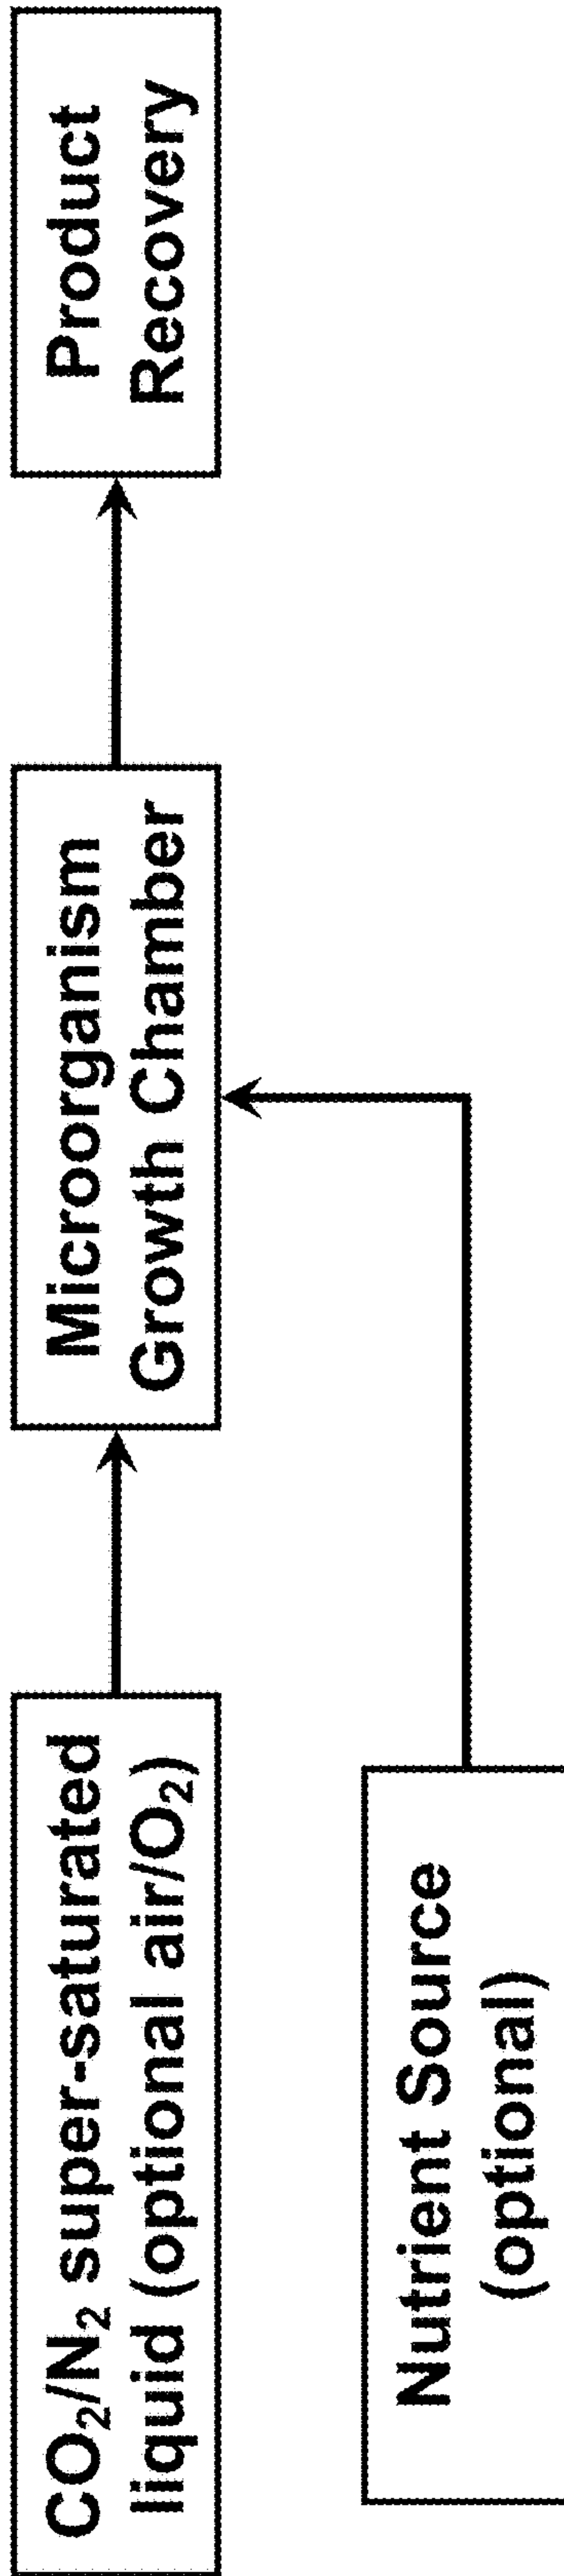 CO₂/N₂ super-saturated
liquid (optional air/O₂)
Microorganism
Growth Chamber
Product
Recovery
Nutrient Source
(optional)